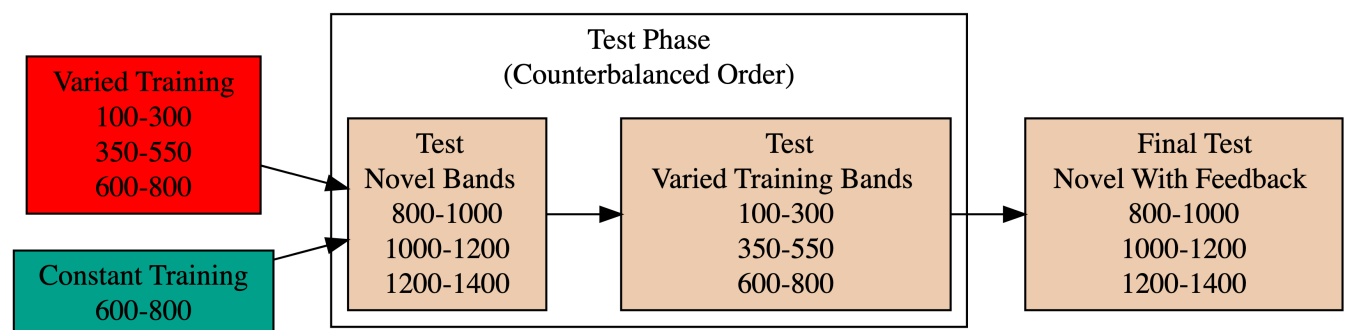 Varied Training
100-300
350-550
600-800
Constant Training
600-800
Test Phase
(Counterbalanced Order)
Test
Novel Bands
800-1000
1000-1200
1200-1400
Test
Varied Training Bands
100-300
350-550
600-800
Final Test
Novel With Feedback
800-1000
1000-1200
1200-1400